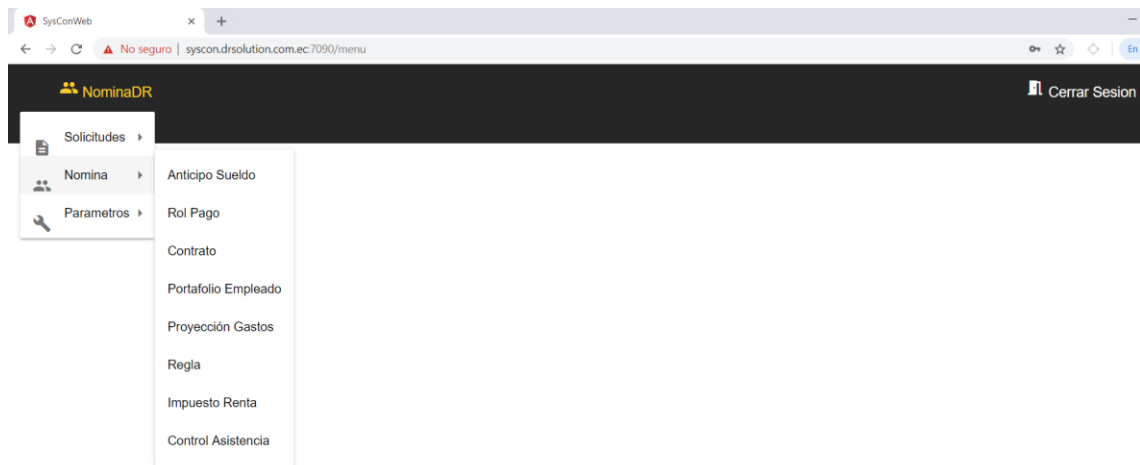 SysConWeb
No seguro | syscon.drsolution.com.ec:7090/menu
En
NominaDR
Cerrar Sesion
Solicitudes
Nomina
Parametros
Anticipo Sueldo
Rol Pago
Contrato
Portafolio Empleado
Proyección Gastos
Regla
Impuesto Renta
Control Asistencia